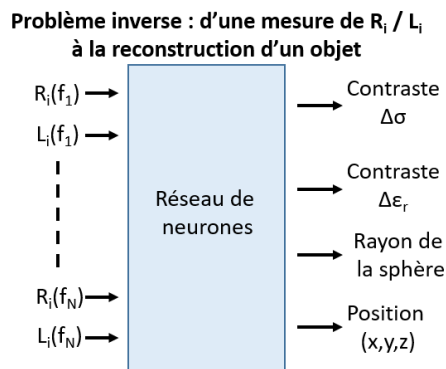 Problème inverse : d’une mesure de Rᵢ / Lᵢ
à la reconstruction d’un objet
Rᵢ(f₁)
Lᵢ(f₁)
Rᵢ(f_N)
Lᵢ(f_N)
Réseau de
neurones
Contraste
Δσ
Contraste
Δεᵣ
Rayon de
la sphère
Position
(x,y,z)